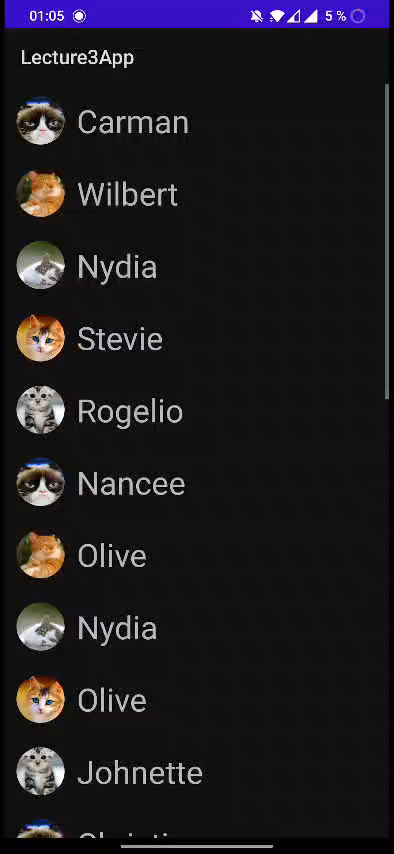 01:05 5 %
Lecture3App
Carman
Wilbert
Nydia
Stevie
Rogelio
Nancee
Olive
Nydia
Olive
Johnette